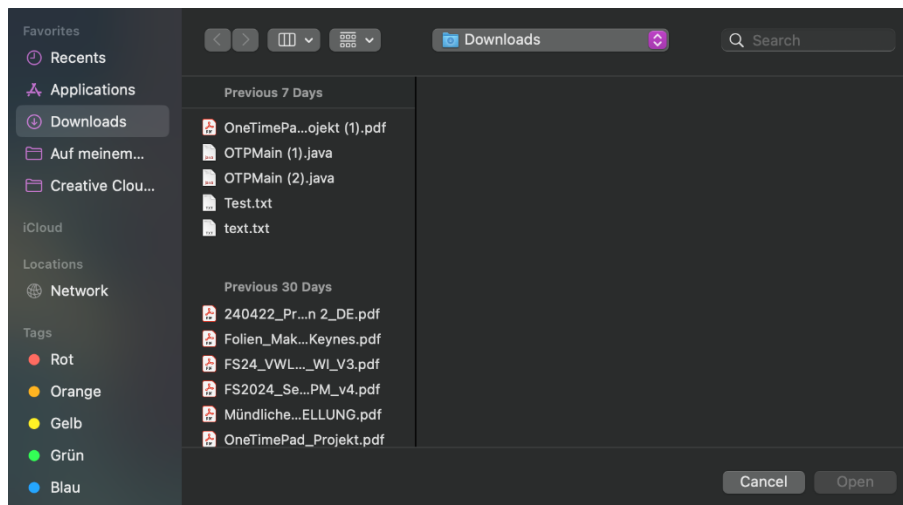 Favorites
Recents
Applications
Downloads
Auf meinem...
Creative Clou...
iCloud
Locations
Network
Tags
Rot
Orange
Gelb
Grün
Blau
Downloads
Search
Previous 7 Days
OneTimePa...ojekt (1).pdf
OTPMain (1).java
OTPMain (2).java
Test.txt
text.txt
Previous 30 Days
240422_Pr...n 2_DE.pdf
Folien_Mak...Keynes.pdf
FS24_VWL..._WI_V3.pdf
FS2024_Se...PM_v4.pdf
Mündliche...ELLUNG.pdf
OneTimePad_Projekt.pdf
Cancel
Open